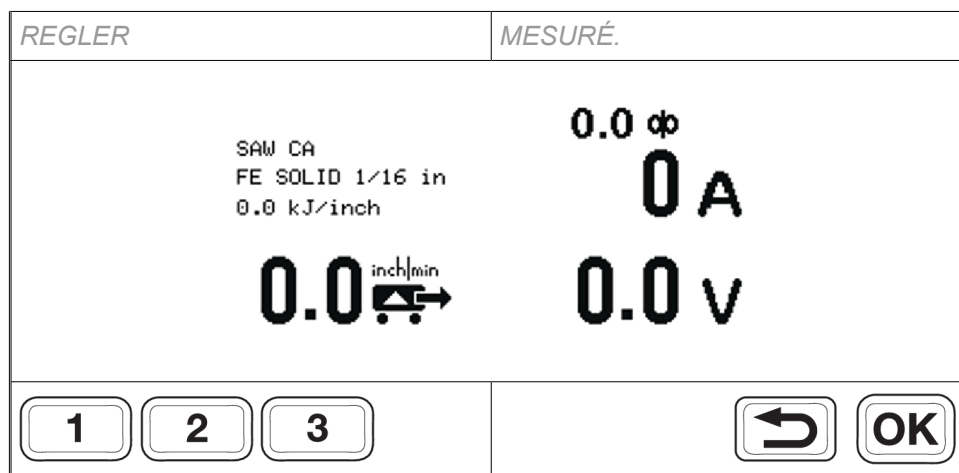 REGLER
MESURÉ.
SAW CA
FE SOLID 1/16 in
0.0 kJ/inch
0.0 inch|min
0.0
0 A
0.0 V
1 2 3
OK